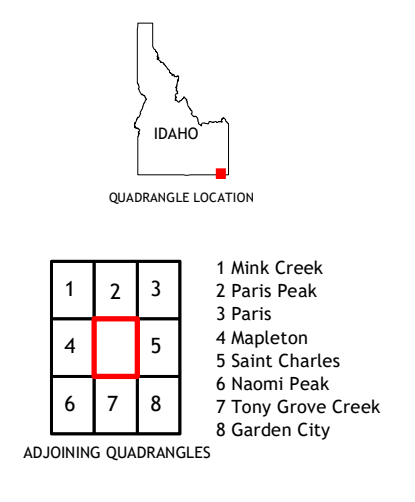 IDAHO
QUADRANGLE LOCATION
1 2 3
4 5
6 7 8
ADJOINING QUADRANGLES
1 Mink Creek
2 Paris Peak
3 Paris
4 Mapleton
5 Saint Charles
6 Naomi Peak
7 Tony Grove Creek
8 Garden City